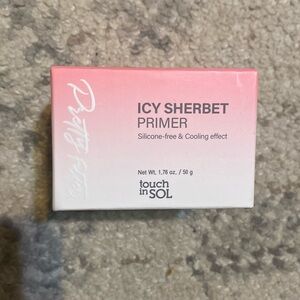 Pretty Filter
ICY SHERBET
PRIMER
Silicone-free & Cooling effect
Net Wt. 1.76 oz. / 50 g
touch
in SOL